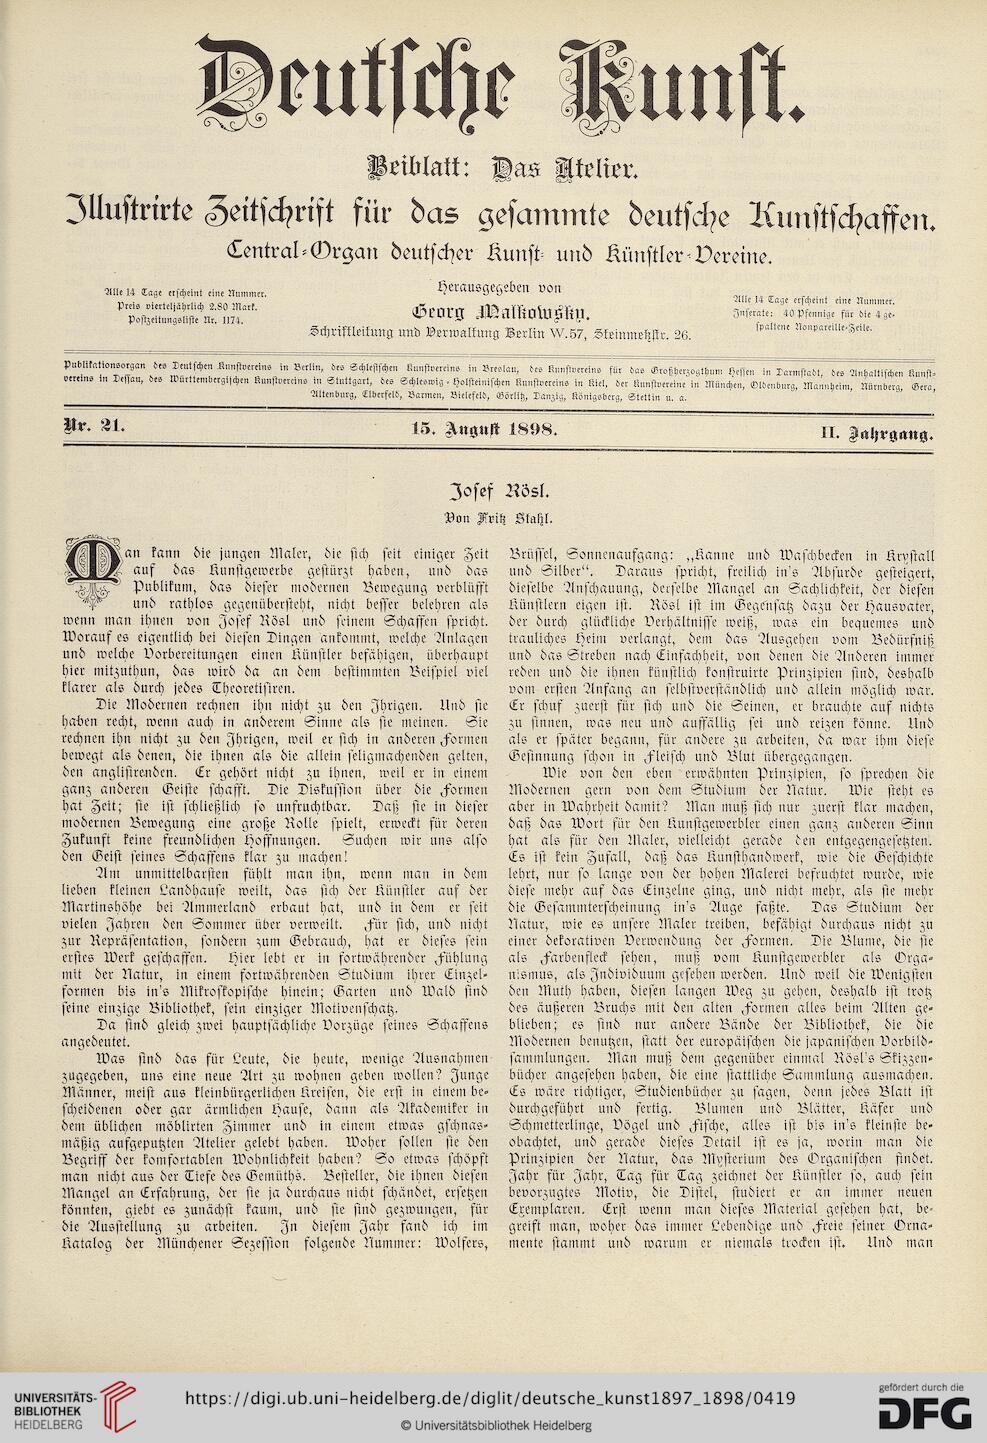 Deutsche Kunst.
Beiblatt: Das Atelier.
Illustrirte Zeitschrift für das gesammte deutsche Kunstschaffen.
Central-Organ deutscher Kunst- und Künstler-Vereine.
Alle 14 Tage erscheint eine Nummer.
Preis vierteljährlich 2.80 Mark.
Postzeitungsliste Nr. 1174.
Herausgegeben von
Georg Malkowsky.
Schriftleitung und Verwaltung Berlin W.57, Steinmetzstr. 26.
Alle 14 Tage erscheint eine Nummer.
Inserate: 40 Pfennige für die 4 ge-
spaltene Nonpareille-Zeile.
Publikationsorgan des Deutschen Kunstvereins in Berlin, des Schlesischen Kunstvereins in Breslau, des Kunstvereins für das Großherzogthum Hessen in Darmstadt, des Anhaltischen Kunst-
vereins in Dessau, des Württembergischen Kunstvereins in Stuttgart, des Schleswig-Holsteinischen Kunstvereins in Kiel, der Kunstvereine in München, Oldenburg, Mannheim, Nürnberg, Gera,
Altenburg, Elberfeld, Barmen, Bielefeld, Görlitz, Danzig, Königsberg, Stettin u. a.
Nr. 21. 15. August 1898. II. Jahrgang.
Josef Rösl.
Von Fritz Stahl.
Man kann die jungen Maler, die sich seit einiger Zeit
auf das Kunstgewerbe gestürzt haben, und das
Publikum, das dieser modernen Bewegung verblüfft
und rathlos gegenübersteht, nicht besser belehren als
wenn man ihnen von Josef Rösl und seinem Schaffen spricht.
Worauf es eigentlich bei diesen Dingen ankommt, welche Anlagen
und welche Vorbereitungen einen Künstler befähigen, überhaupt
hier mitzuthun, das wird da an dem bestimmten Beispiel viel
klarer als durch jedes Theoretisiren.
Die Modernen rechnen ihn nicht zu den Ihrigen. Und sie
haben recht, wenn auch in anderem Sinne als sie meinen. Sie
rechnen ihn nicht zu den Ihrigen, weil er sich in anderen Formen
bewegt als denen, die ihnen als die allein seligmachenden gelten,
den anglisirenden. Er gehört nicht zu ihnen, weil er in einem
ganz anderen Geiste schafft. Die Diskussion über die Formen
hat Zeit; sie ist schließlich so unfruchtbar. Daß sie in dieser
modernen Bewegung eine große Rolle spielt, erweckt für deren
Zukunft keine freundlichen Hoffnungen. Suchen wir uns also
den Geist seines Schaffens klar zu machen!
Am unmittelbarsten fühlt man ihn, wenn man in dem
lieben kleinen Landhause weilt, das sich der Künstler auf der
Martinshöhe bei Ammerland erbaut hat, und in dem er seit
vielen Jahren den Sommer über verweilt. Für sich, und nicht
zur Repräsentation, sondern zum Gebrauch, hat er dieses sein
erstes Werk geschaffen. Hier lebt er in fortwährender Fühlung
mit der Natur, in einem fortwährenden Studium ihrer Einzel-
formen bis in's Mikroskopische hinein; Garten und Wald sind
seine einzige Bibliothek, sein einziger Motivenschatz.
Da sind gleich zwei hauptsächliche Vorzüge seines Schaffens
angedeutet.
Was sind das für Leute, die heute, wenige Ausnahmen
zugegeben, uns eine neue Art zu wohnen geben wollen? Junge
Männer, meist aus kleinbürgerlichen Kreisen, die erst in einem be-
scheidenen oder gar ärmlichen Hause, dann als Akademiker in
dem üblichen möblirten Zimmer und in einem etwas gschnas-
mäßig aufgeputzten Atelier gelebt haben. Woher sollen sie den
Begriff der komfortablen Wohnlichkeit haben? So etwas schöpft
man nicht aus der Tiefe des Gemüths. Besteller, die ihnen diesen
Mangel an Erfahrung, der sie ja durchaus nicht schändet, ersetzen
könnten, giebt es zunächst kaum, und sie sind gezwungen, für
die Ausstellung zu arbeiten. In diesem Jahr fand ich im
Katalog der Münchener Sezession folgende Nummer: Wolfers,
Brüssel, Sonnenaufgang: „Kanne und Waschbecken in Krystall
und Silber“. Daraus spricht, freilich in's Absurde gesteigert,
dieselbe Anschauung, derselbe Mangel an Sachlichkeit, der diesen
Künstlern eigen ist. Rösl ist im Gegensatz dazu der Hausvater,
der durch glückliche Verhältnisse weiß, was ein bequemes und
trauliches Heim verlangt, dem das Ausgehen vom Bedürfniß
und das Streben nach Einfachheit, von denen die Anderen immer
reden und die ihnen künstlich konstruirte Prinzipien sind, deshalb
vom ersten Anfang an selbstverständlich und allein möglich war.
Er schuf zuerst für sich und die Seinen, er brauchte auf nichts
zu sinnen, was neu und auffällig sei und reizen könne. Und
als er später begann, für andere zu arbeiten, da war ihm diese
Gesinnung schon in Fleisch und Blut übergegangen.
Wie von den eben erwähnten Prinzipien, so sprechen die
Modernen gern von dem Studium der Natur. Wie steht es
aber in Wahrheit damit? Man muß sich nur zuerst klar machen,
daß das Wort für den Kunstgewerbler einen ganz anderen Sinn
hat als für den Maler, vielleicht gerade den entgegengesetzten.
Es ist kein Zufall, daß das Kunsthandwerk, wie die Geschichte
lehrt, nur so lange von der hohen Malerei befruchtet wurde, wie
diese mehr auf das Einzelne ging, und nicht mehr, als sie mehr
die Gesammterscheinung in's Auge faßte. Das Studium der
Natur, wie es unsere Maler treiben, befähigt durchaus nicht zu
einer dekorativen Verwendung der Formen. Die Blume, die sie
als Farbenfleck sehen, muß vom Kunstgewerbler als Orga-
nismus, als Individuum gesehen werden. Und weil die Wenigsten
den Muth haben, diesen langen Weg zu gehen, deshalb ist trotz
des äußeren Bruchs mit den alten Formen alles beim Alten ge-
blieben; es sind nur andere Bände der Bibliothek, die die
Modernen benutzen, statt der europäischen die japanischen Vorbild-
sammlungen. Man muß dem gegenüber einmal Rösl's Skizzen-
bücher angesehen haben, die eine stattliche Sammlung ausmachen.
Es wäre richtiger, Studienbücher zu sagen, denn jedes Blatt ist
durchgeführt und fertig. Blumen und Blätter, Käfer und
Schmetterlinge, Vögel und Fische, alles ist bis in's kleinste be-
obachtet, und gerade dieses Detail ist es ja, worin man die
Prinzipien der Natur, das Mysterium des Organischen findet.
Jahr für Jahr, Tag für Tag zeichnet der Künstler so, auch sein
bevorzugtes Motiv, die Distel, studiert er an immer neuen
Exemplaren. Erst wenn man dieses Material gesehen hat, be-
greift man, woher das immer Lebendige und Freie seiner Orna-
mente stammt und warum er niemals trocken ist. Und man
UNIVERSITÄTS-
BIBLIOTHEK
HEIDELBERG
https://digi.ub.uni-heidelberg.de/diglit/deutsche_kunst1897_1898/0419
© Universitätsbibliothek Heidelberg
gefördert durch die
DFG